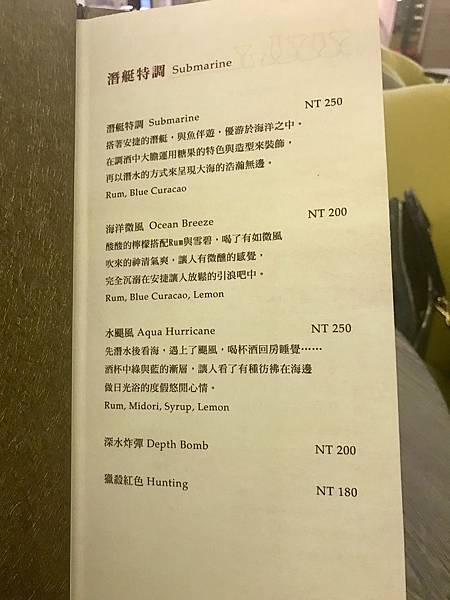 潛艇特調 Submarine
潛艇特調 Submarine NT 250
搭著安捷的潛艇，與魚伴遊，優游於海洋之中。
在調酒中大膽運用糖果的特色與造型來裝飾，
再以潛水的方式來呈現大海的浩瀚無邊。
Rum, Blue Curacao
海洋微風 Ocean Breeze NT 200
酸酸的檸檬搭配Rum與雪碧，喝了有如微風
吹來的神清氣爽，讓人有微醺的感覺，
完全沉溺在安捷讓人放鬆的引浪吧中。
Rum, Blue Curacao, Lemon
水颶風 Aqua Hurricane NT 250
先潛水後看海，遇上了颶風，喝杯酒回房睡覺……
酒杯中綠與藍的漸層，讓人看了有種彷彿在海邊
做日光浴的度假悠閒心情。
Rum, Midori, Syrup, Lemon
深水炸彈 Depth Bomb NT 200
獵殺紅色 Hunting NT 180